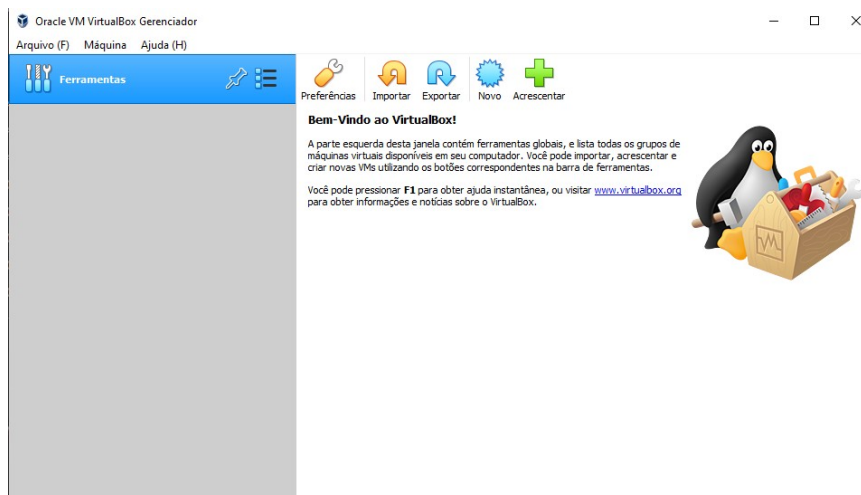 Oracle VM VirtualBox Gerenciador
Arquivo (F) Máquina Ajuda (H)
Ferramentas
Preferências Importar Exportar Novo Acrescentar
Bem-Vindo ao VirtualBox!
A parte esquerda desta janela contém ferramentas globais, e lista todas os grupos de
máquinas virtuais disponíveis em seu computador. Você pode importar, acrescentar e
criar novas VMs utilizando os botões correspondentes na barra de ferramentas.
Você pode pressionar F1 para obter ajuda instantânea, ou visitar www.virtualbox.org
para obter informações e notícias sobre o VirtualBox.